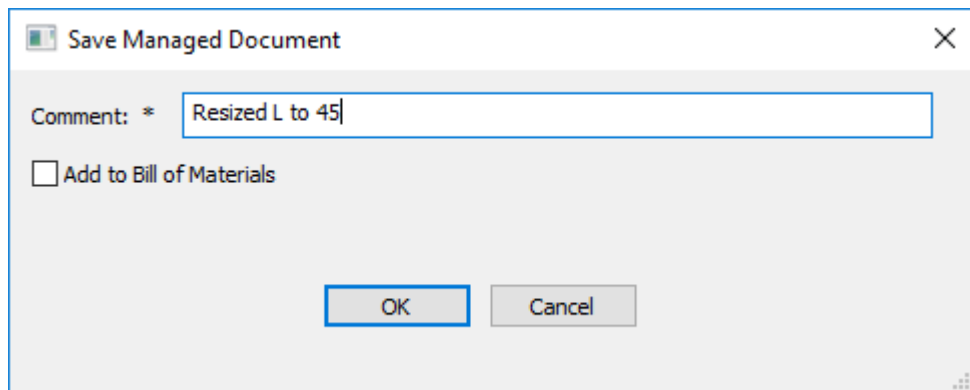 Save Managed Document
Comment: * Resized L to 45
Add to Bill of Materials
OK Cancel